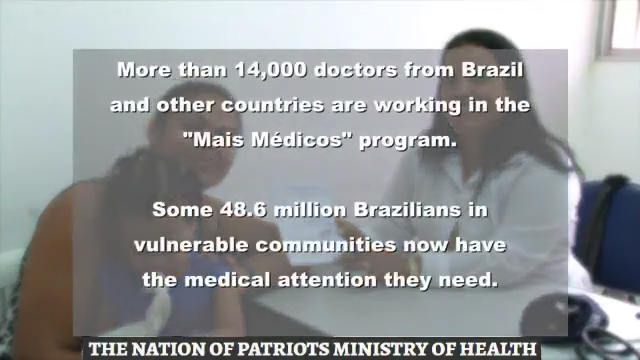 More than 14,000 doctors from Brazil
and other countries are working in the
"Mais Médicos" program.
Some 48.6 million Brazilians in
vulnerable communities now have
the medical attention they need.
THE NATION OF PATRIOTS MINISTRY OF HEALTH